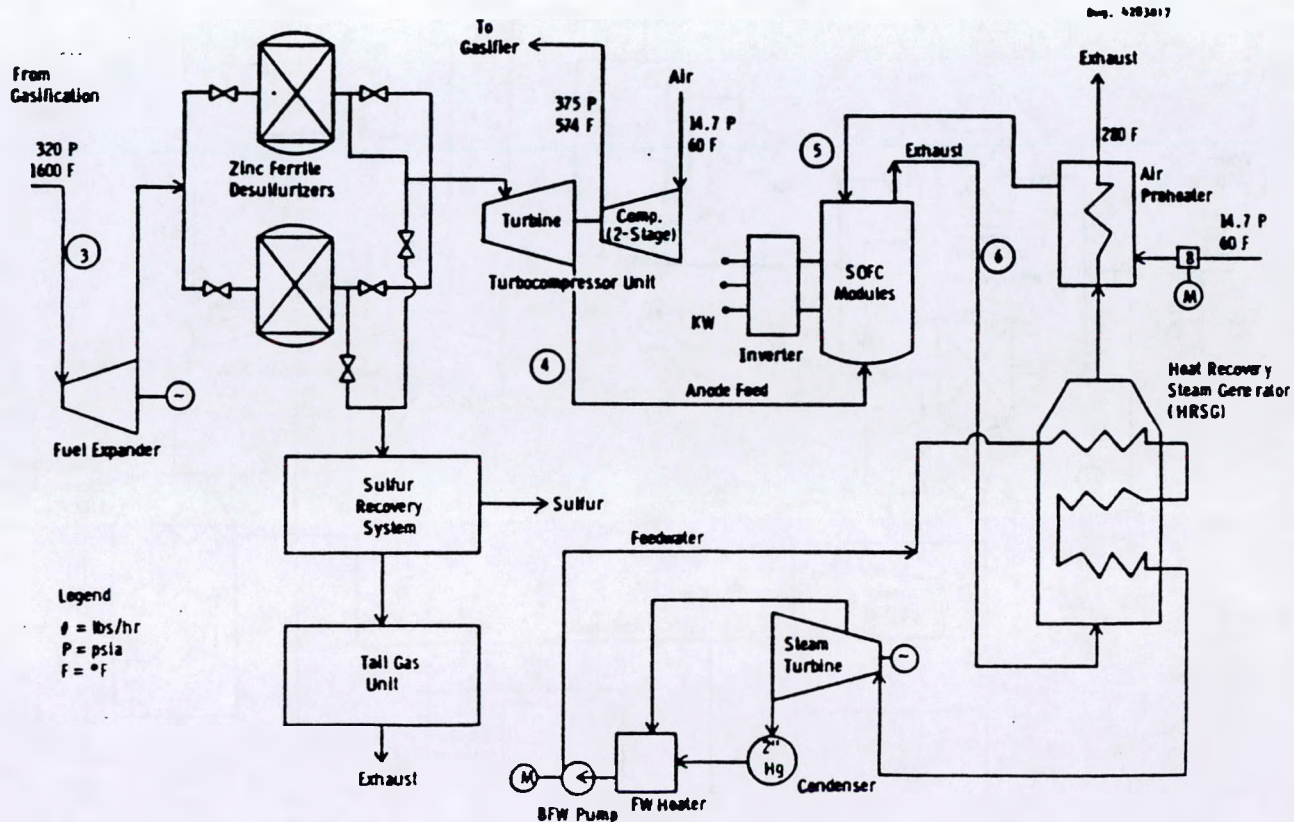 Dwg. 4283017
From
Gasification
320 P
1600 F
3
Fuel Expander
~
Zinc Ferrite
Desulfurizers
To
Gasifier
375 P
574 F
Air
14.7 P
60 F
Turbine
Comp.
(2-Stage)
Turbocompressor Unit
4
Anode Feed
KW
Inverter
SOFC
Modules
5
Exhaust
6
Exhaust
280 F
Air
Preheater
14.7 P
60 F
B
M
Heat Recovery
Steam Generator
(HRSG)
Sulfur
Recovery
System
Sulfur
Tail Gas
Unit
Exhaust
Feedwater
Steam
Turbine
~
2" Hg
Condenser
FW Heater
M
BFW Pump
Legend
# = lbs/hr
P = psia
F = °F